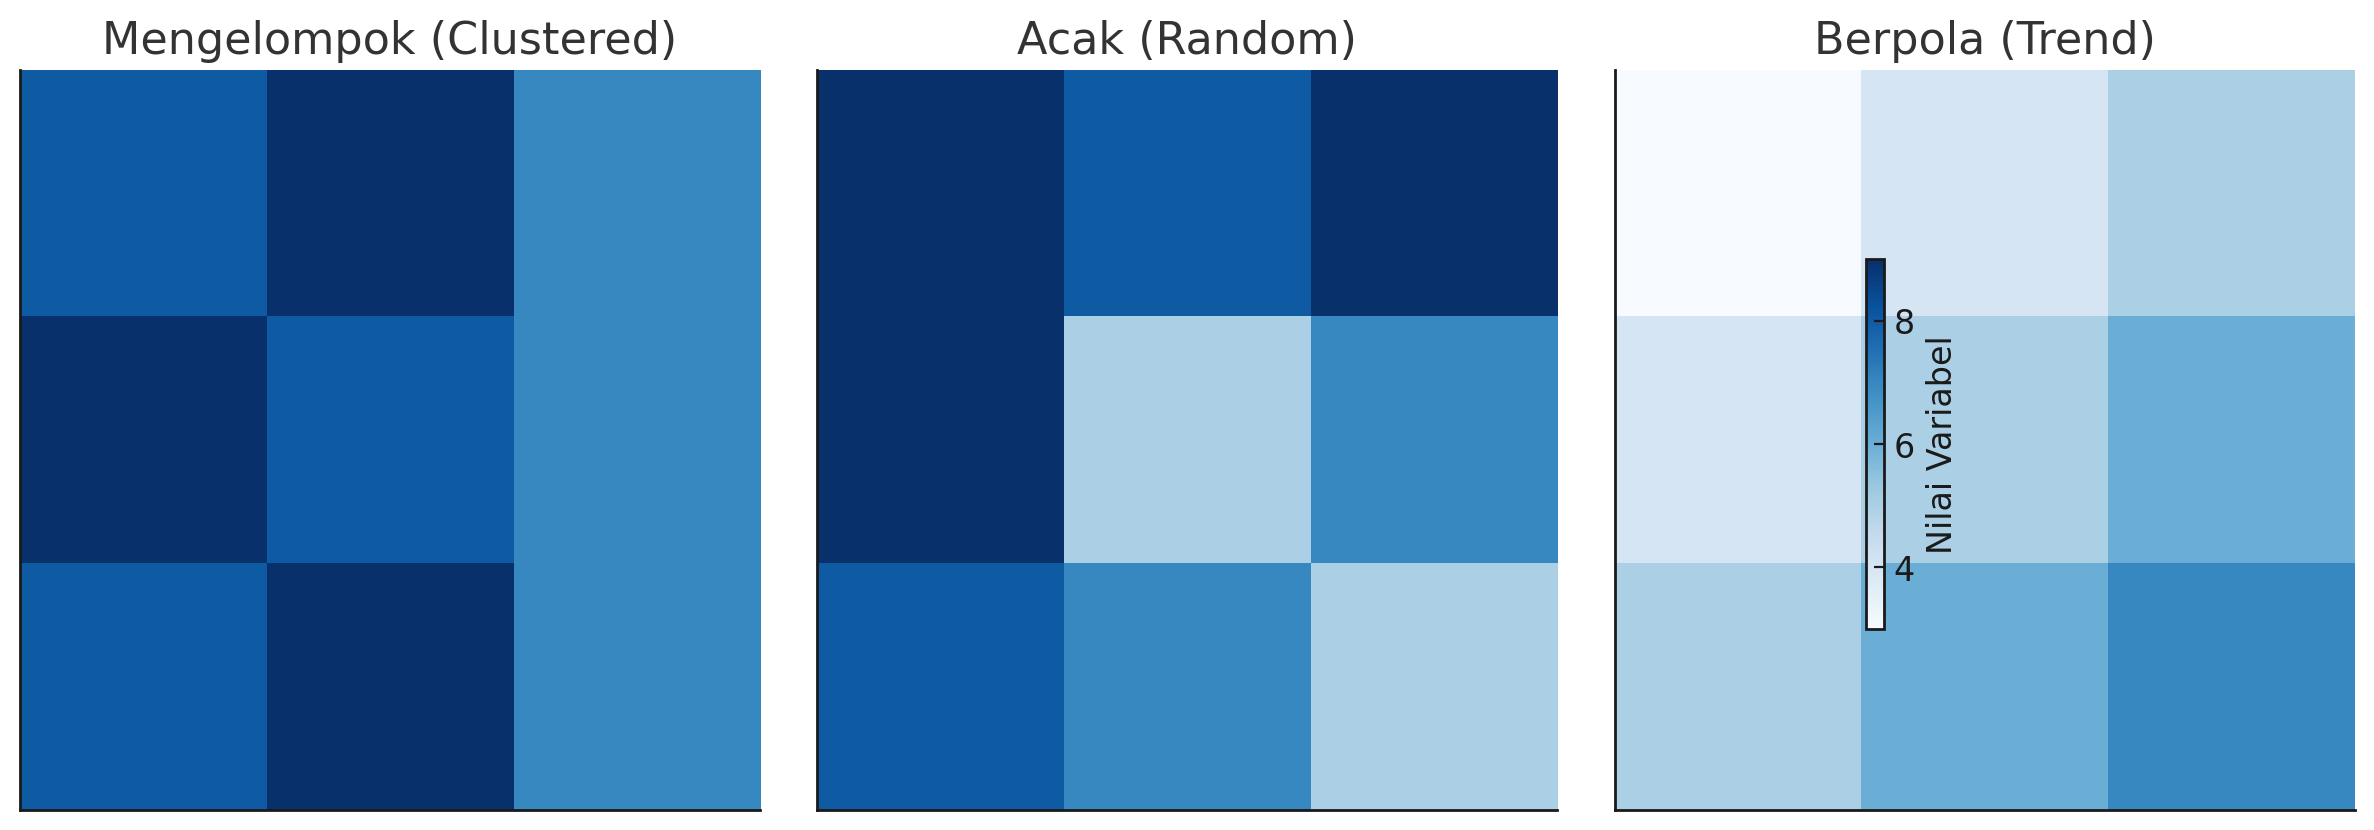 Mengelompok (Clustered)
Acak (Random)
Berpola (Trend)
8
6
4
Nilai Variabel